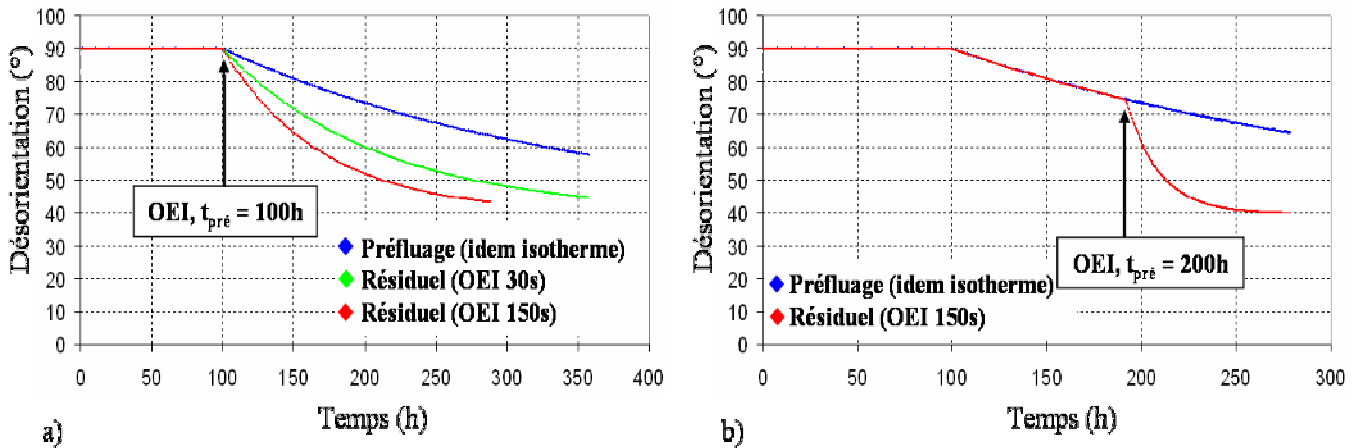 Désorientation (°)
100
90
80
70
60
50
40
30
20
10
0
OEI, tpré = 100h
Préfluage (idem isotherme)
Résiduel (OEI 30s)
Résiduel (OEI 150s)
0 50 100 150 200 250 300 350 400
Temps (h)
a)
Désorientation (°)
100
90
80
70
60
50
40
30
20
10
0
OEI, tpré = 200h
Préfluage (idem isotherme)
Résiduel (OEI 150s)
0 50 100 150 200 250 300
Temps (h)
b)